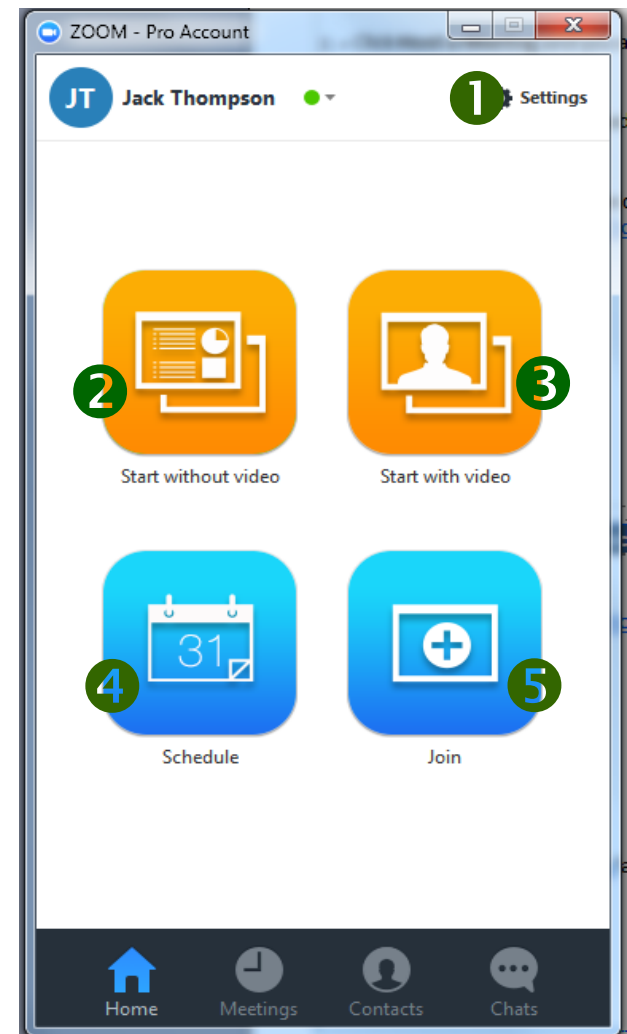 ZOOM - Pro Account
JT Jack Thompson 1 Settings
2 3
Start without video Start with video
31
4 5
Schedule Join
Home Meetings Contacts Chats